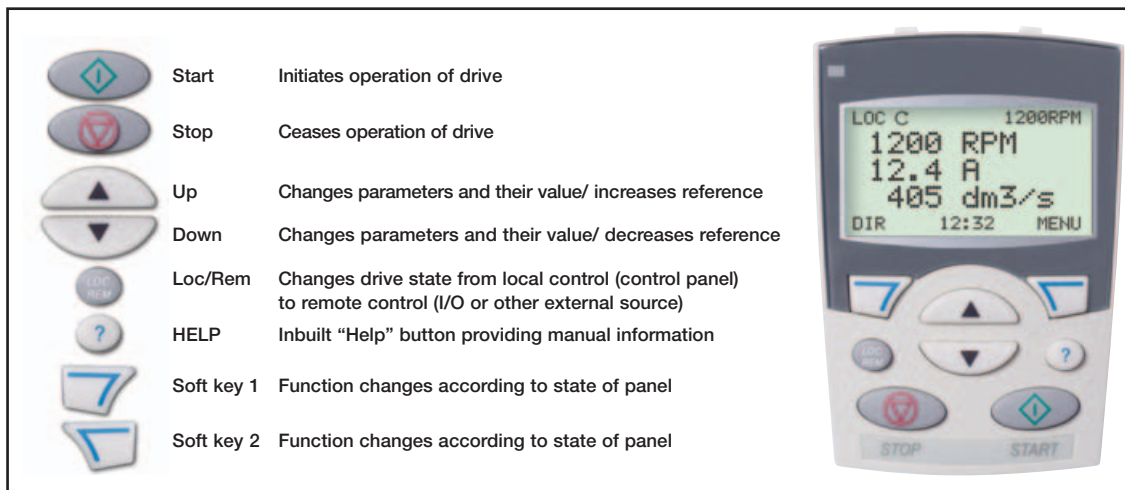 Start Initiates operation of drive
Stop Ceases operation of drive
Up Changes parameters and their value/ increases reference
Down Changes parameters and their value/ decreases reference
Loc/Rem Changes drive state from local control (control panel)
to remote control (I/O or other external source)
HELP Inbuilt “Help” button providing manual information
Soft key 1 Function changes according to state of panel
Soft key 2 Function changes according to state of panel
LOC
REM
?
LOC C 1200RPM
1200 RPM
12.4 A
405 dm3/s
DIR 12:32 MENU
LOC
REM
?
STOP START